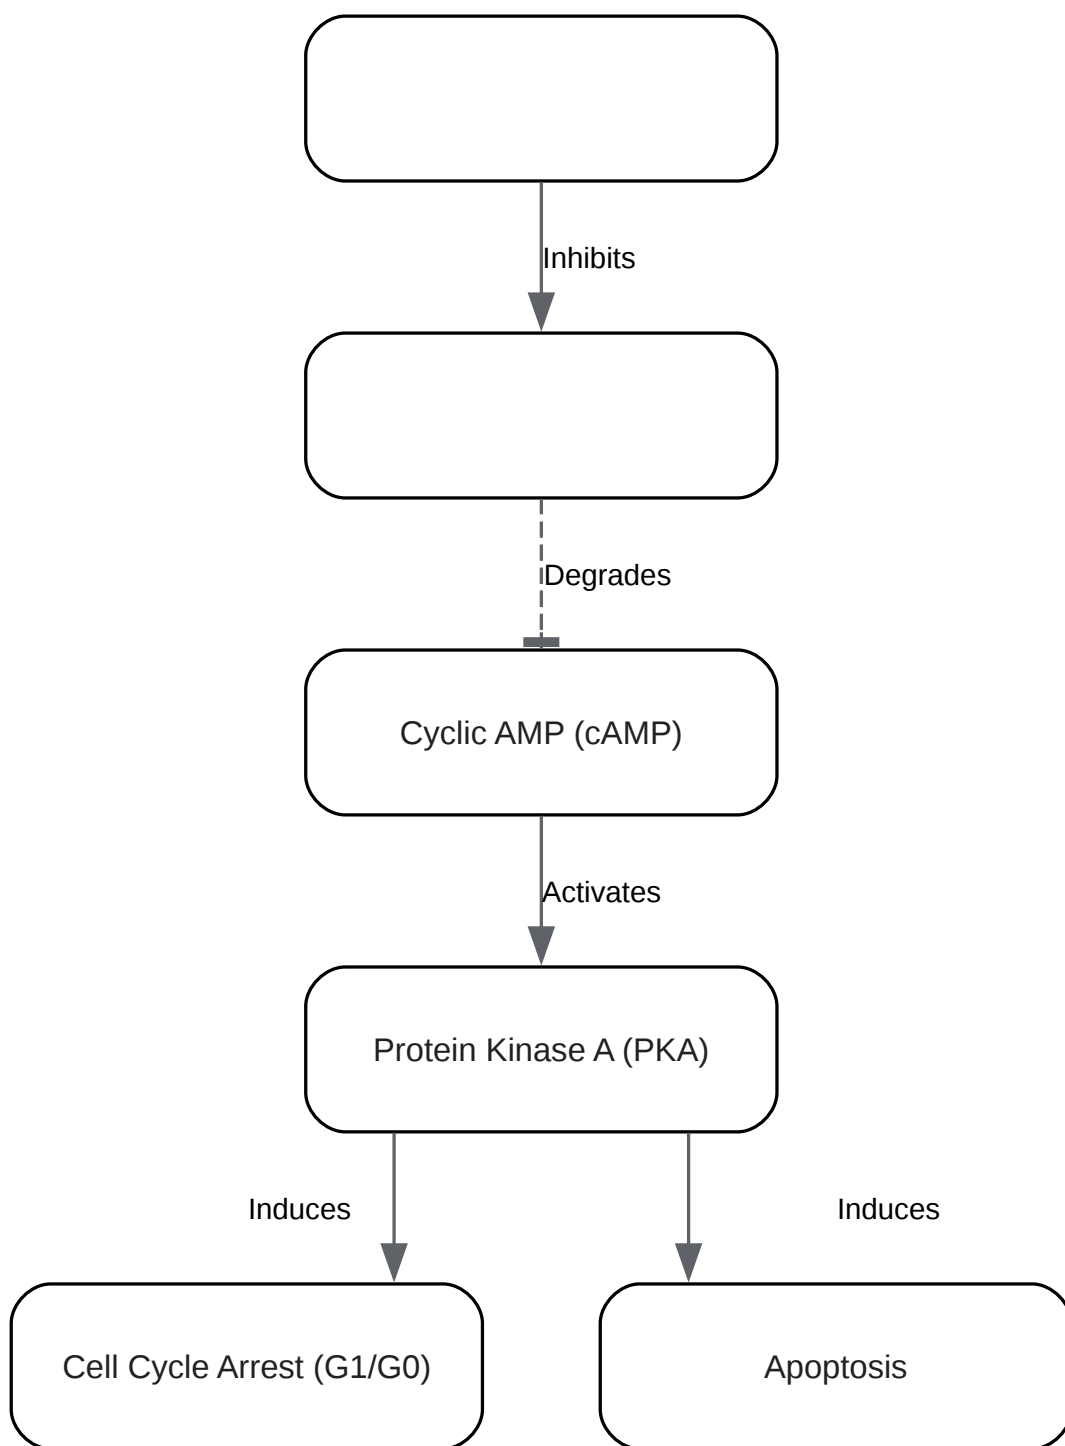 Inhibits
Degrades
Cyclic AMP (cAMP)
Activates
Protein Kinase A (PKA)
Induces
Induces
Cell Cycle Arrest (G1/G0)
Apoptosis